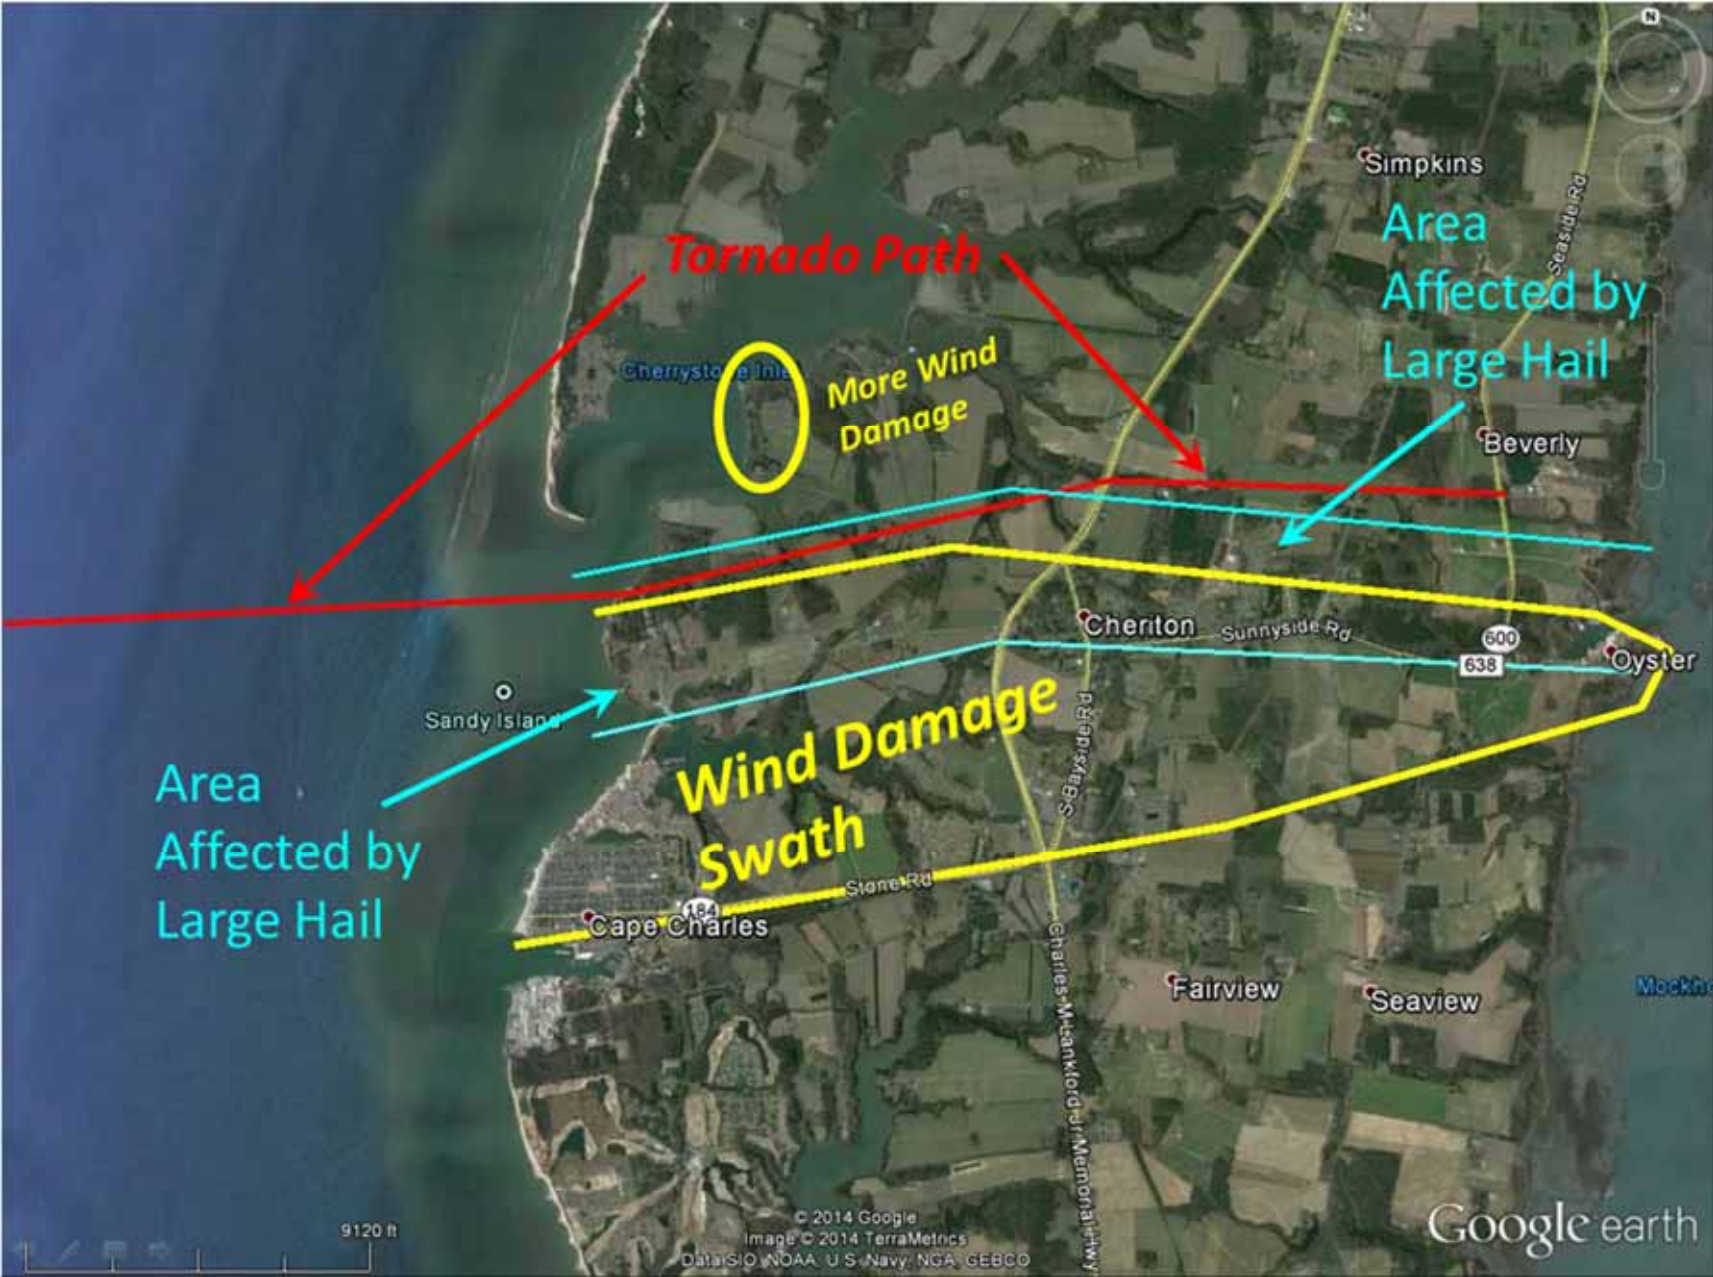 N
Simpkins
Area
Affected by
Large Hail
Seaside Rd
Tornado Path
Cherrystone Inlet
More Wind
Damage
Beverly
Cheriton
Sunnyside Rd
600
638
Oyster
Sandy Island
Wind Damage
Swath
S Bayside Rd
Area
Affected by
Large Hail
Stone Rd
184
Cape Charles
Charles M Lankford Jr Memorial Hwy
Fairview
Seaview
Mockho
9120 ft
© 2014 Google
Image © 2014 TerraMetrics
Data SIO, NOAA, U.S. Navy, NGA, GEBCO
Google earth